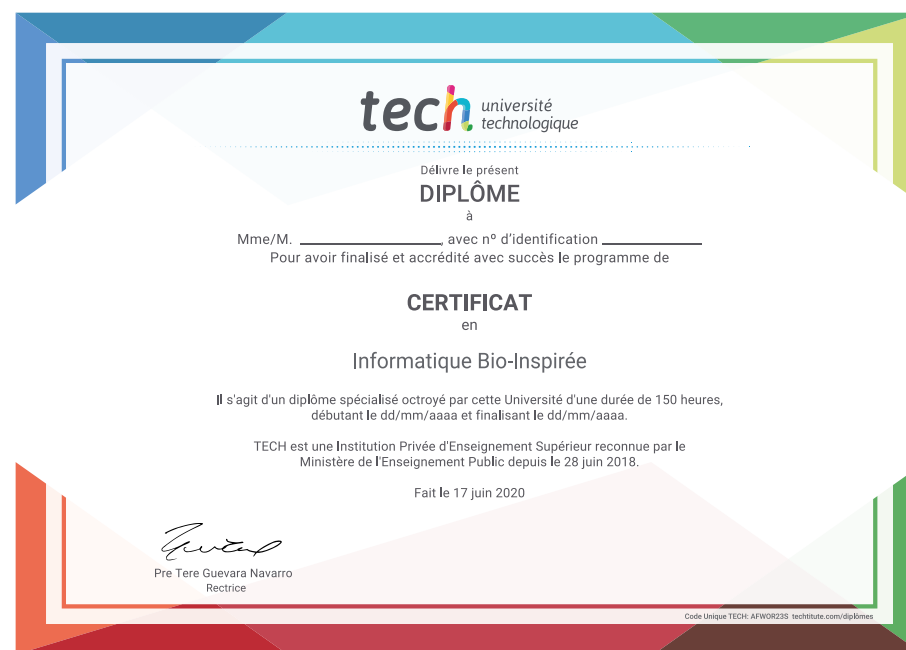 tech université
technologique
Délivre le présent
DIPLÔME
à
Mme/M. ____________________, avec nº d'identification ______________
Pour avoir finalisé et accrédité avec succès le programme de
CERTIFICAT
en
Informatique Bio-Inspirée
Il s'agit d'un diplôme spécialisé octroyé par cette Université d'une durée de 150 heures,
débutant le dd/mm/aaaa et finalisant le dd/mm/aaaa.
TECH est une Institution Privée d'Enseignement Supérieur reconnue par le
Ministère de l'Enseignement Public depuis le 28 juin 2018.
Fait le 17 juin 2020
Pre Tere Guevara Navarro
Rectrice
Code Unique TECH: AFWOR23S techtitute.com/diplômes